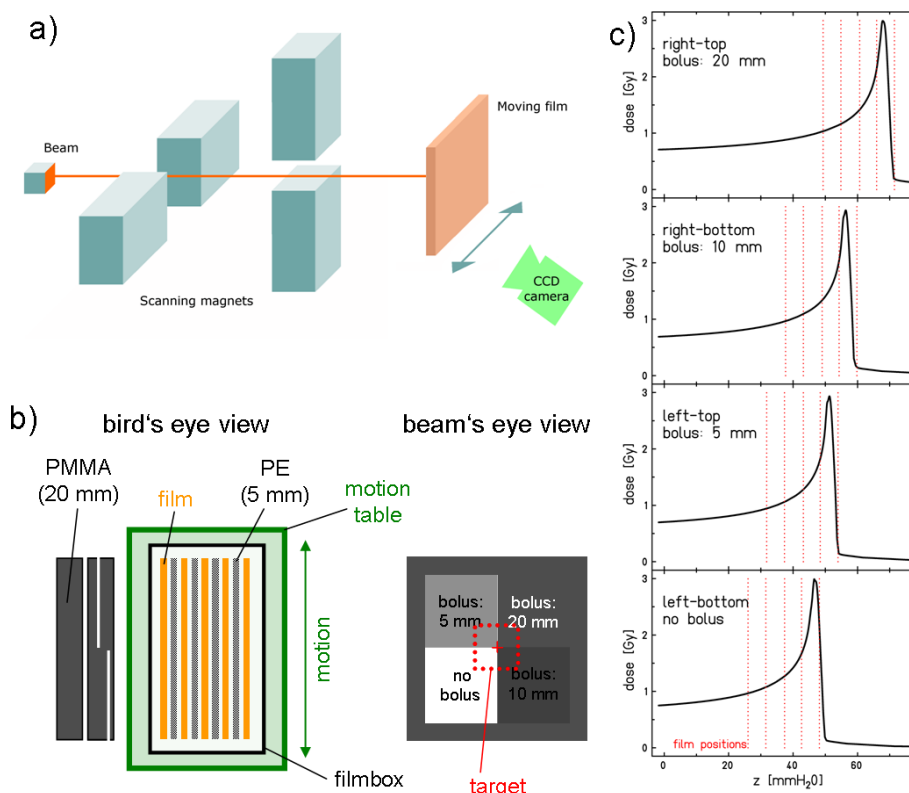 a)
Beam
Scanning magnets
Moving film
CCD
camera
b)
bird's eye view
PMMA
(20 mm)
film
PE
(5 mm)
motion
table
motion
filmbox
beam's eye view
bolus:
5 mm
bolus:
20 mm
no
bolus
bolus:
10 mm
target
c)
right-top
bolus: 20 mm
dose [Gy]
3
2
1
0
right-bottom
bolus: 10 mm
dose [Gy]
3
2
1
0
left-top
bolus: 5 mm
dose [Gy]
3
2
1
0
left-bottom
no bolus
dose [Gy]
3
2
1
0
film positions:
0 20 40 60
z [mmH20]